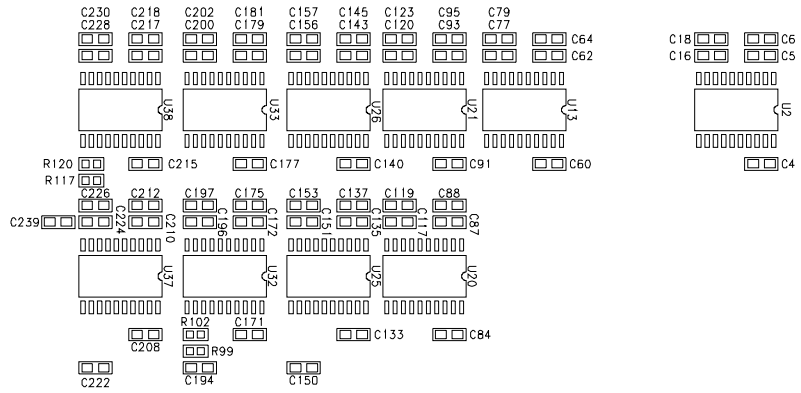 C230 C218 C202 C181 C157 C145 C123 C95 C79
C228 C217 C200 C179 C156 C143 C120 C93 C77 C64 C18 C6
C62 C16 C5
U38 U33 U26 U21 U13 U2
R120 C215 C177 C140 C91 C60 C4
R117
C226 C212 C197 C175 C153 C137 C119 C88
C239 C224 C210 C196 C172 C151 C135 C117 C87
U37 U32 U25 U20
R102 C171 C133 C84
C208 R99
C222 C194 C150